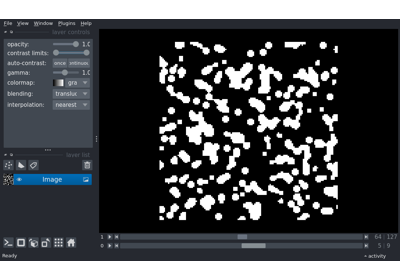 File View Window Plugins Help
layer controls
opacity: 1.0
contrast limits:
auto-contrast: once continuous
gamma: 1.0
colormap: gra
blending: transluc
interpolation: nearest
layer list
Image
1 64 127
0 5 9
Ready activity